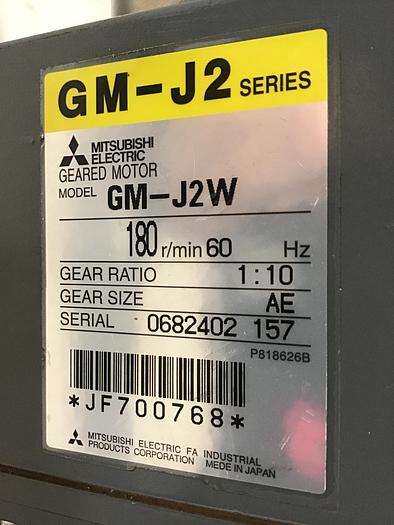 GM-J2 SERIES
MITSUBISHI
ELECTRIC
GEARED MOTOR
MODEL GM-J2W
180 r/min 60 Hz
GEAR RATIO 1:10
GEAR SIZE AE
SERIAL 0682402 157
P818626B
*JF700768*
MITSUBISHI ELECTRIC FA INDUSTRIAL
PRODUCTS CORPORATION MEDE IN JAPAN